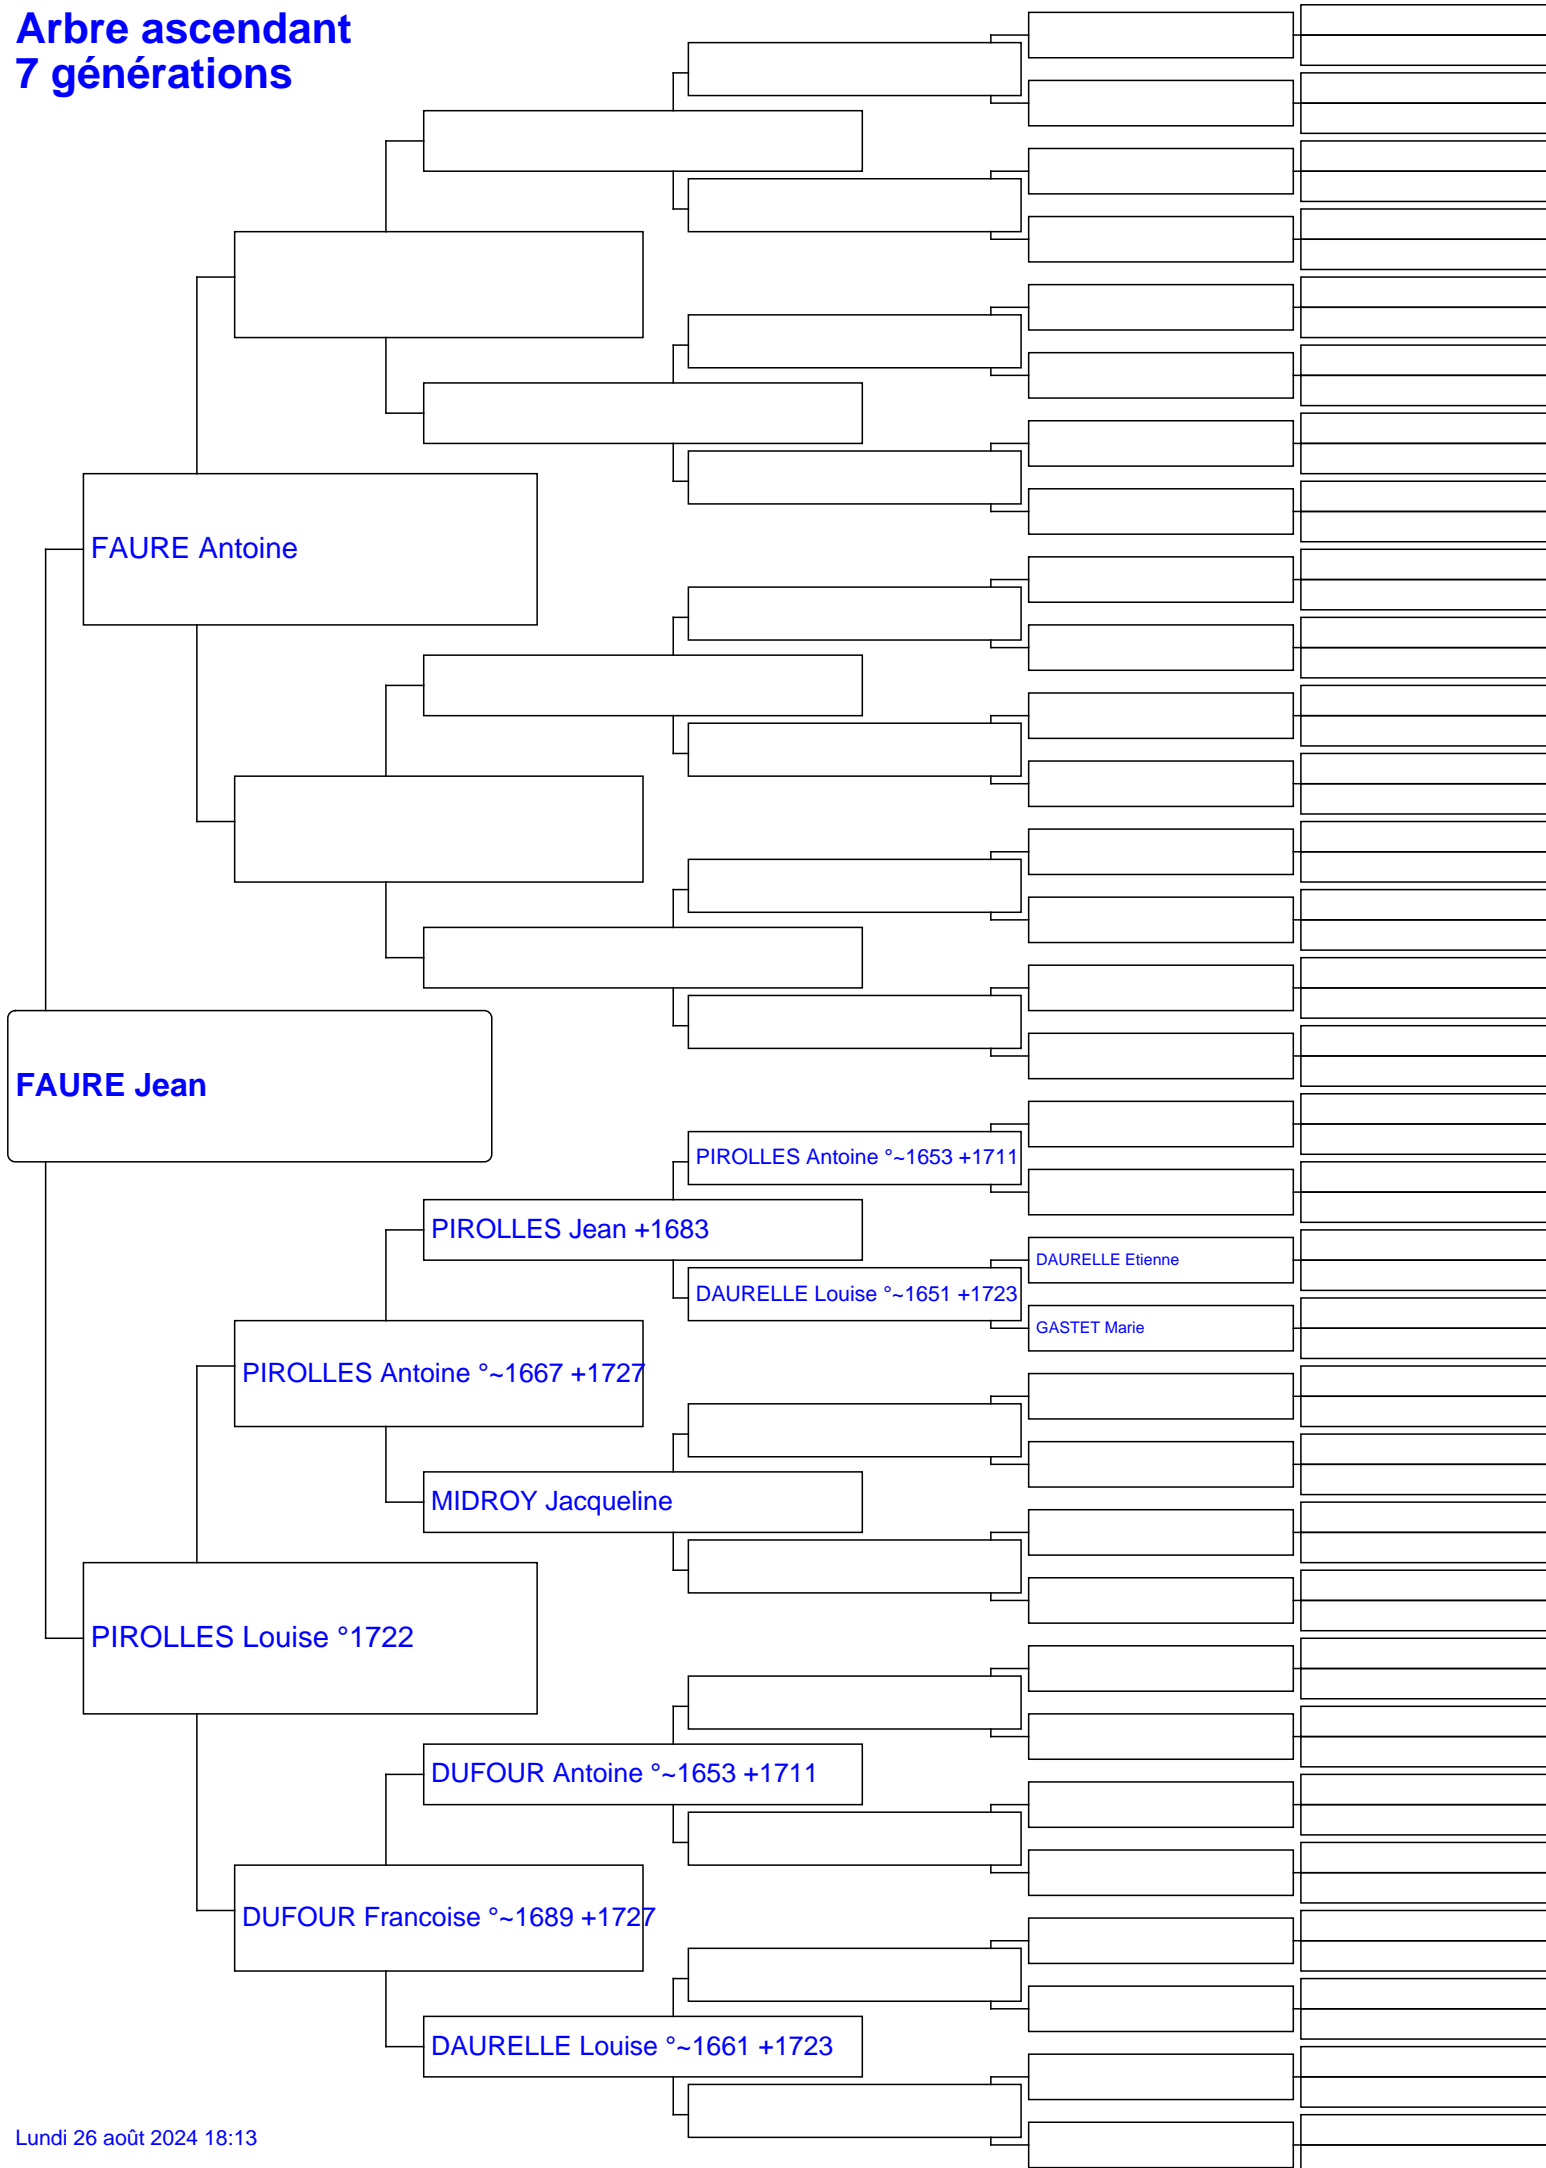 Arbre ascendant
7 générations
FAURE Antoine
FAURE Jean
PIROLLES Antoine °~1653 +1711
PIROLLES Jean +1683
DAURELLE Etienne
DAURELLE Louise °~1651 +1723
GASTET Marie
PIROLLES Antoine °~1667 +1727
MIDROY Jacqueline
PIROLLES Louise °1722
DUFOUR Antoine °~1653 +1711
DUFOUR Francoise °~1689 +1727
DAURELLE Louise °~1661 +1723
Lundi 26 août 2024 18:13